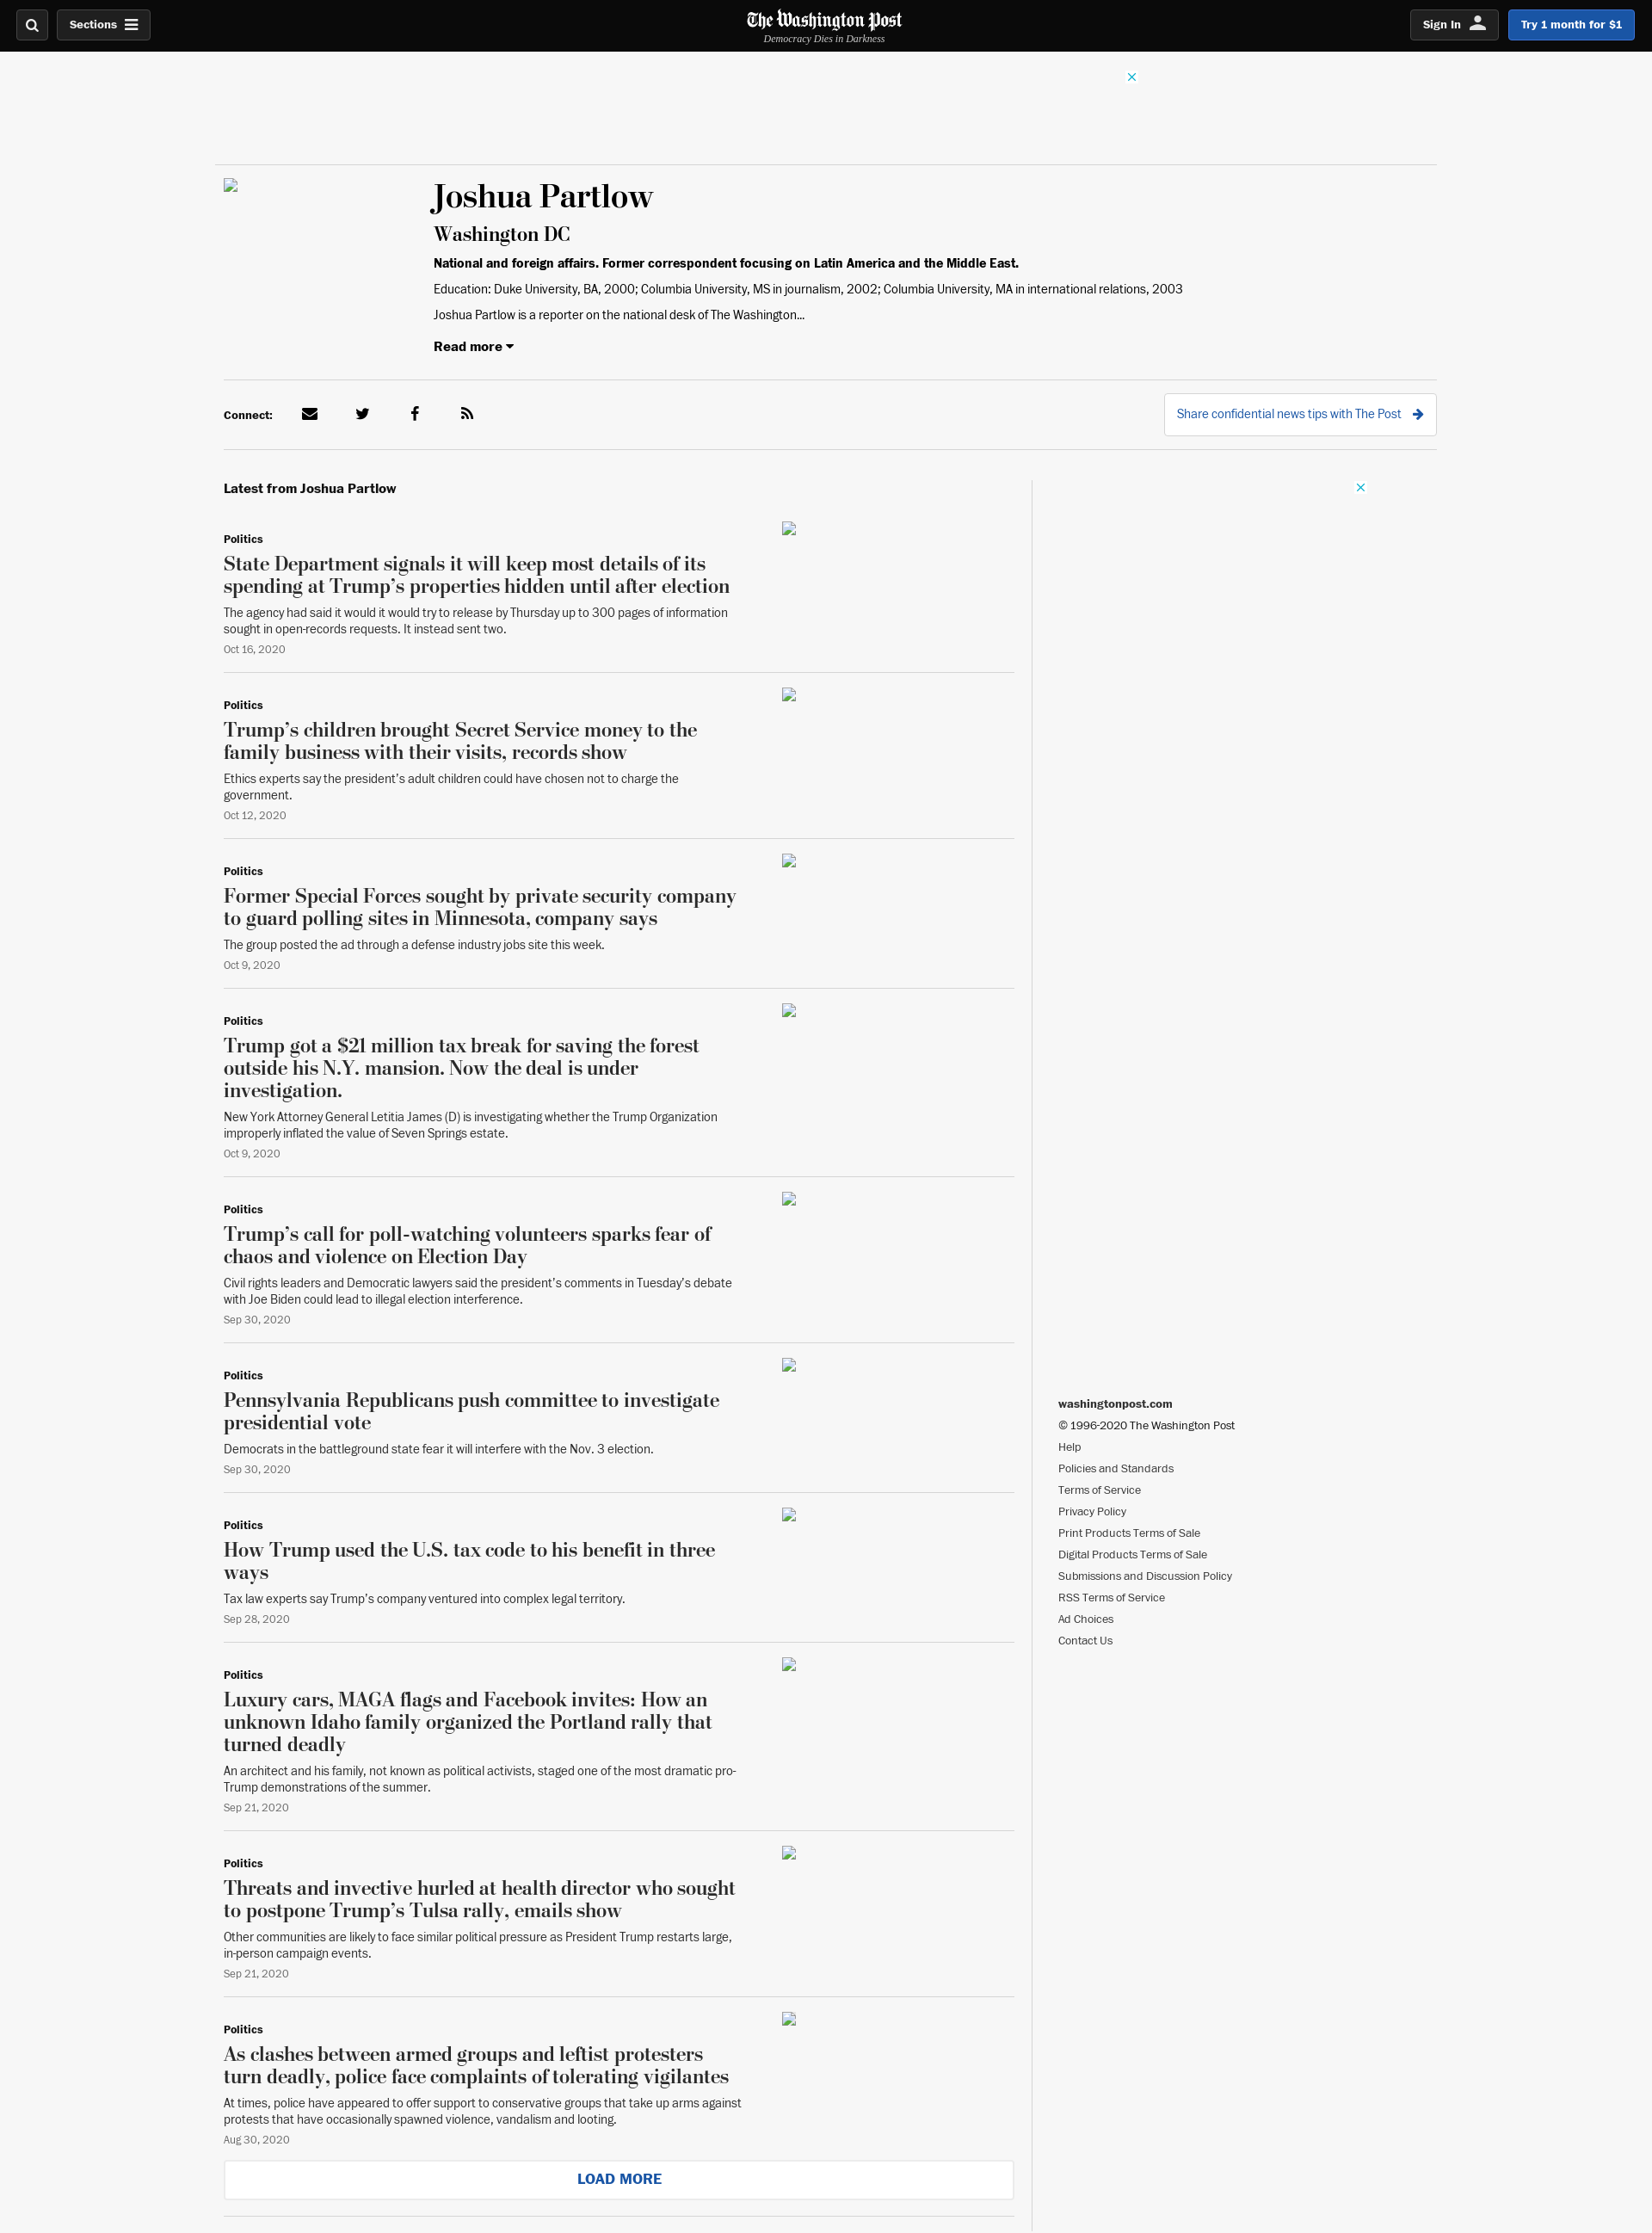 Sections
The Washington Post
Democracy Dies in Darkness
Sign In
Try 1 month for $1
Joshua Partlow
Washington DC
National and foreign affairs. Former correspondent focusing on Latin America and the Middle East.
Education: Duke University, BA, 2000; Columbia University, MS in journalism, 2002; Columbia University, MA in international relations, 2003
Joshua Partlow is a reporter on the national desk of The Washington...
Read more
Connect:
Share confidential news tips with The Post
Latest from Joshua Partlow
Politics
State Department signals it will keep most details of its
spending at Trump’s properties hidden until after election
The agency had said it would it would try to release by Thursday up to 300 pages of information
sought in open-records requests. It instead sent two.
Oct 16, 2020
Politics
Trump’s children brought Secret Service money to the
family business with their visits, records show
Ethics experts say the president’s adult children could have chosen not to charge the
government.
Oct 12, 2020
Politics
Former Special Forces sought by private security company
to guard polling sites in Minnesota, company says
The group posted the ad through a defense industry jobs site this week.
Oct 9, 2020
Politics
Trump got a $21 million tax break for saving the forest
outside his N.Y. mansion. Now the deal is under
investigation.
New York Attorney General Letitia James (D) is investigating whether the Trump Organization
improperly inflated the value of Seven Springs estate.
Oct 9, 2020
Politics
Trump’s call for poll-watching volunteers sparks fear of
chaos and violence on Election Day
Civil rights leaders and Democratic lawyers said the president’s comments in Tuesday’s debate
with Joe Biden could lead to illegal election interference.
Sep 30, 2020
Politics
Pennsylvania Republicans push committee to investigate
presidential vote
Democrats in the battleground state fear it will interfere with the Nov. 3 election.
Sep 30, 2020
Politics
How Trump used the U.S. tax code to his benefit in three
ways
Tax law experts say Trump’s company ventured into complex legal territory.
Sep 28, 2020
Politics
Luxury cars, MAGA flags and Facebook invites: How an
unknown Idaho family organized the Portland rally that
turned deadly
An architect and his family, not known as political activists, staged one of the most dramatic pro-
Trump demonstrations of the summer.
Sep 21, 2020
Politics
Threats and invective hurled at health director who sought
to postpone Trump’s Tulsa rally, emails show
Other communities are likely to face similar political pressure as President Trump restarts large,
in-person campaign events.
Sep 21, 2020
Politics
As clashes between armed groups and leftist protesters
turn deadly, police face complaints of tolerating vigilantes
At times, police have appeared to offer support to conservative groups that take up arms against
protests that have occasionally spawned violence, vandalism and looting.
Aug 30, 2020
LOAD MORE
washingtonpost.com
© 1996-2020 The Washington Post
Help
Policies and Standards
Terms of Service
Privacy Policy
Print Products Terms of Sale
Digital Products Terms of Sale
Submissions and Discussion Policy
RSS Terms of Service
Ad Choices
Contact Us